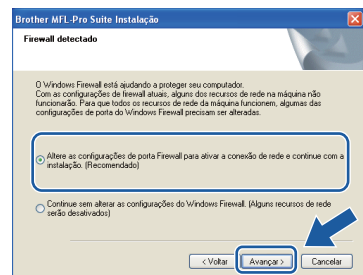 Brother MFL-Pro Suite Instalação
Firewall detectado
O Windows Firewall está ajudando a proteger seu computador.
Com as configurações de firewall atuais, alguns dos recursos de rede na máquina não
funcionarão. Para que todos os recursos de rede da máquina funcionem, algumas das
configurações de porta do Windows Firewall precisam ser alteradas.
Altere as configurações de porta Firewall para ativar a conexão de rede e continue com a
instalação. (Recomendado)
Continue sem alterar as configurações do Windows Firewall. (Alguns recursos de rede
serão desativados)
< Voltar
Avançar >
Cancelar